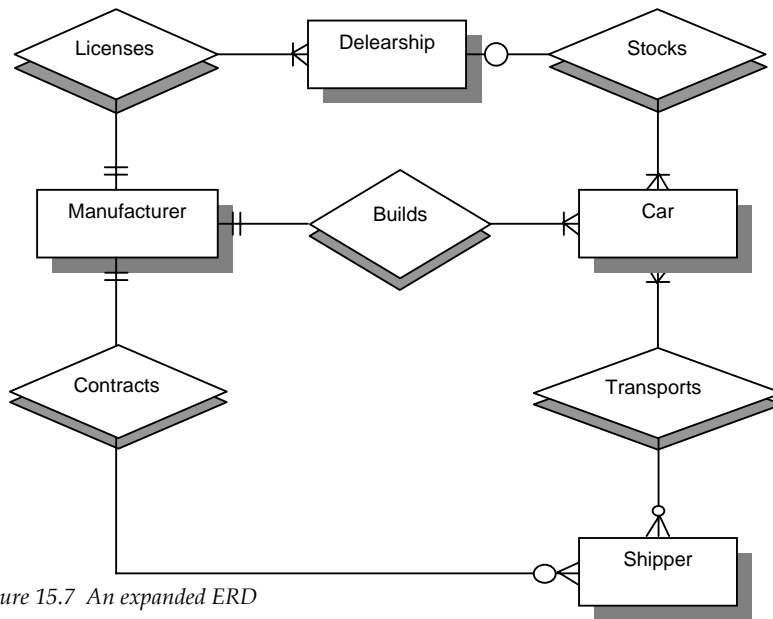 Licenses
Delearship
Stocks
Manufacturer
Builds
Car
Contracts
Transports
Shipper
ure 15.7 An expanded ERD